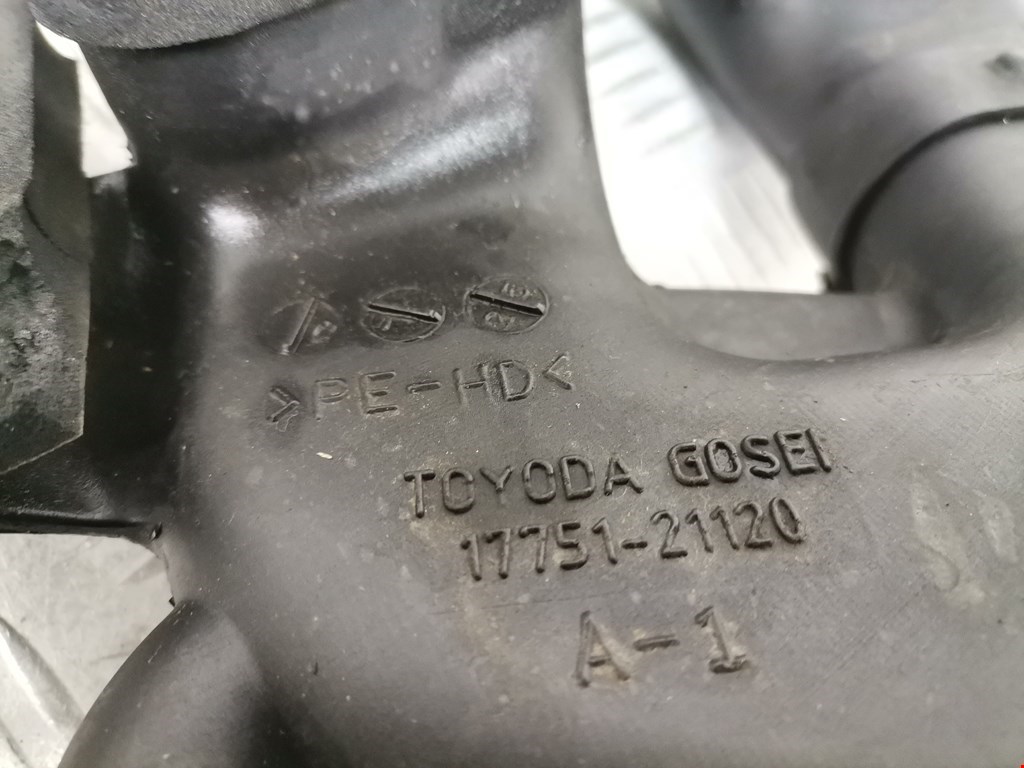 >PE-HD<
TOYODA GOSEI
17751-21120
A-1